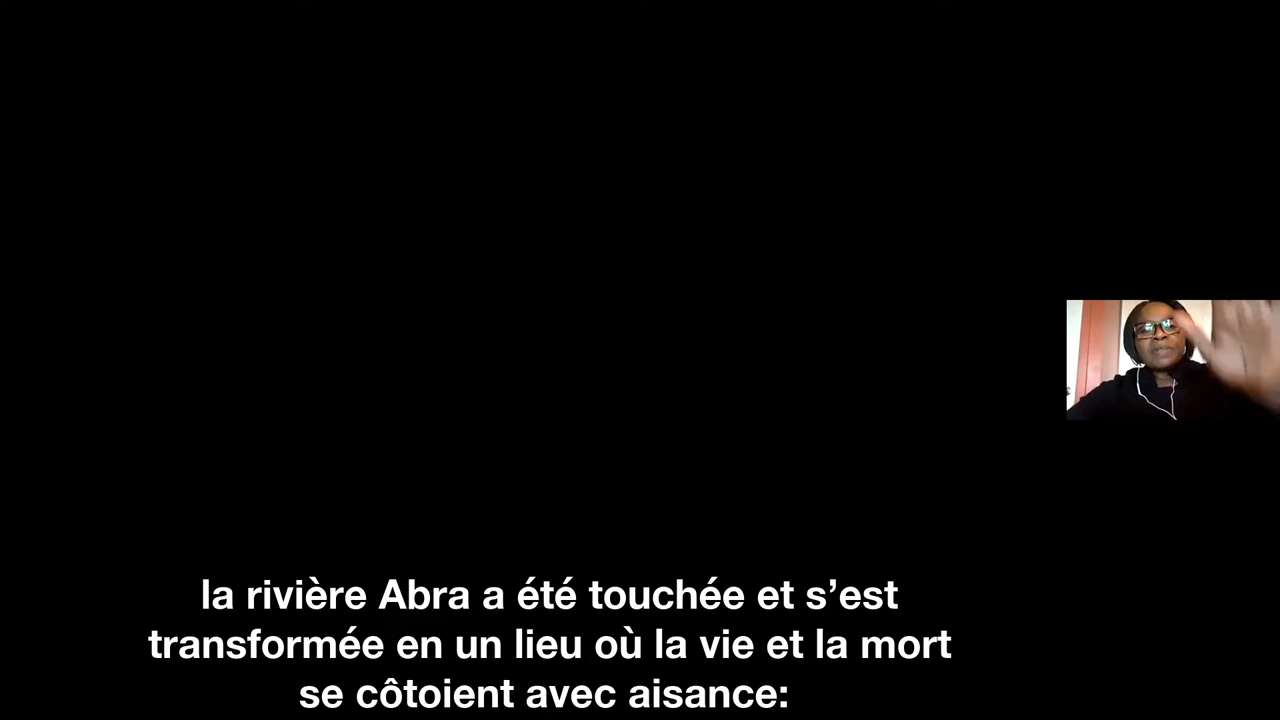 la rivière Abra a été touchée et s’est
transformée en un lieu où la vie et la mort
se côtoient avec aisance: